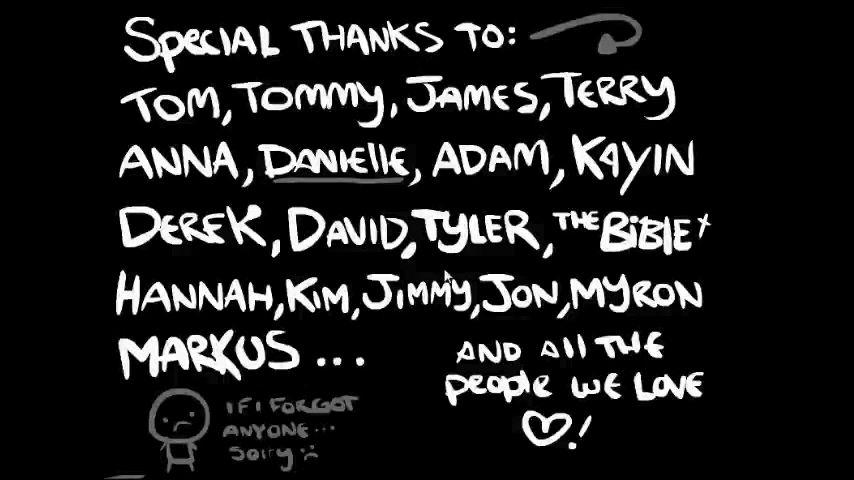 SPECIAL THANKS TO:
TOM, TOMMY, JAMES, TERRY
ANNA, DANIELLE, ADAM, KAYIN
DEREK, DAVID, TYLER, THE BIBLE
HANNAH, KIM, JIMMY, JON, MYRON
MARKUS...
AND ALL THE
PEOPLE WE LOVE
♡!
IF I FORGOT
ANYONE...
SORRY :(